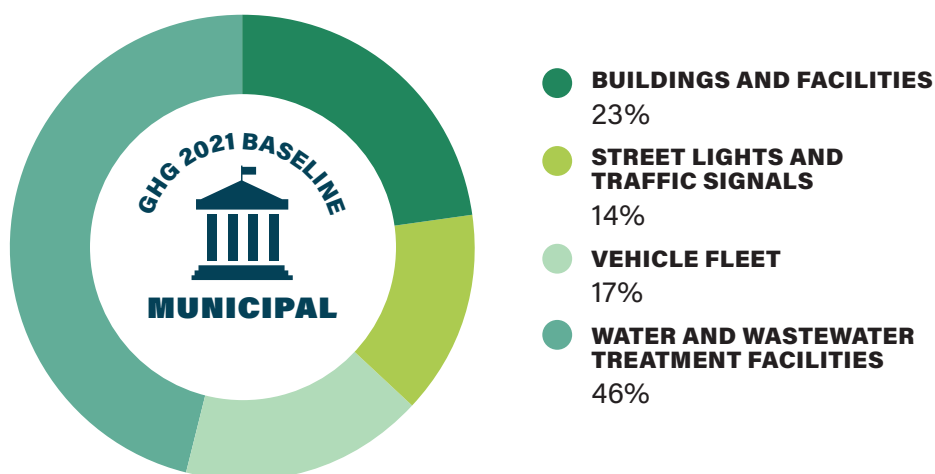 GHG 2021 BASELINE
MUNICIPAL
BUILDINGS AND FACILITIES
23%
STREET LIGHTS AND
TRAFFIC SIGNALS
14%
VEHICLE FLEET
17%
WATER AND WASTEWATER
TREATMENT FACILITIES
46%